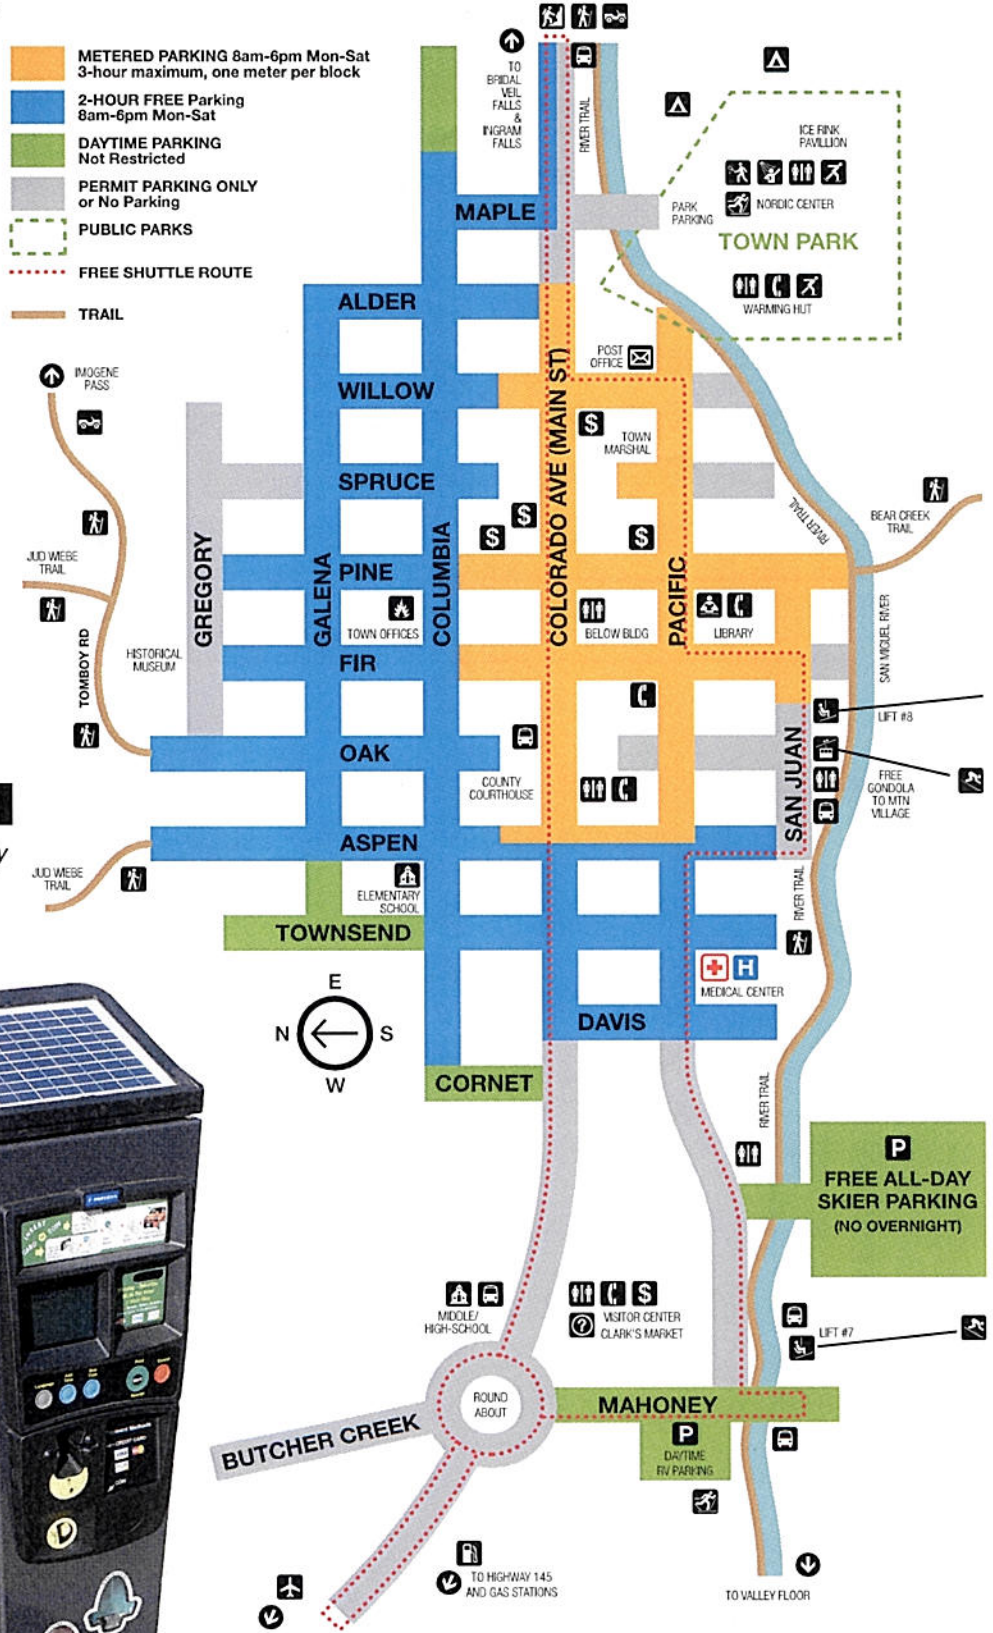 METERED PARKING 8am-6pm Mon-Sat
3-hour maximum, one meter per block
2-HOUR FREE Parking
8am-6pm Mon-Sat
DAYTIME PARKING
Not Restricted
PERMIT PARKING ONLY
or No Parking
PUBLIC PARKS
FREE SHUTTLE ROUTE
TRAIL
TO
BRIDAL
VEIL
FALLS
&
INGRAM
FALLS
RIVER TRAIL
ICE RINK
PAVILLION
NORDIC CENTER
TOWN PARK
WARMING HUT
PARK
PARKING
MAPLE
ALDER
WILLOW
SPRUCE
PINE
FIR
OAK
ASPEN
TOWNSEND
DAVIS
CORNET
GREGORY
GALENA
COLUMBIA
COLORADO AVE (MAIN ST)
PACIFIC
SAN JUAN
POST
OFFICE
$
TOWN
MARSHAL
$
$
$
IMOGENE
PASS
JUD WIEBE
TRAIL
TOMBOY RD
HISTORICAL
MUSEUM
TOWN OFFICES
BELOW BLDG
LIBRARY
RIVER TRAIL
BEAR CREEK
TRAIL
SAN MIGUEL RIVER
LIFT #8
FREE
GONDOLA
TO MTN
VILLAGE
COUNTY
COURTHOUSE
y
JUD WIEBE
TRAIL
ELEMENTARY
SCHOOL
RIVER TRAIL
H
MEDICAL CENTER
E
N
S
W
RIVER TRAIL
P
FREE ALL-DAY
SKIER PARKING
(NO OVERNIGHT)
MIDDLE/
HIGH-SCHOOL
$
?
VISITOR CENTER
CLARK'S MARKET
LIFT #7
ROUND
ABOUT
MAHONEY
P
DAYTIME
RV PARKING
BUTCHER CREEK
TO HIGHWAY 145
AND GAS STATIONS
TO VALLEY FLOOR